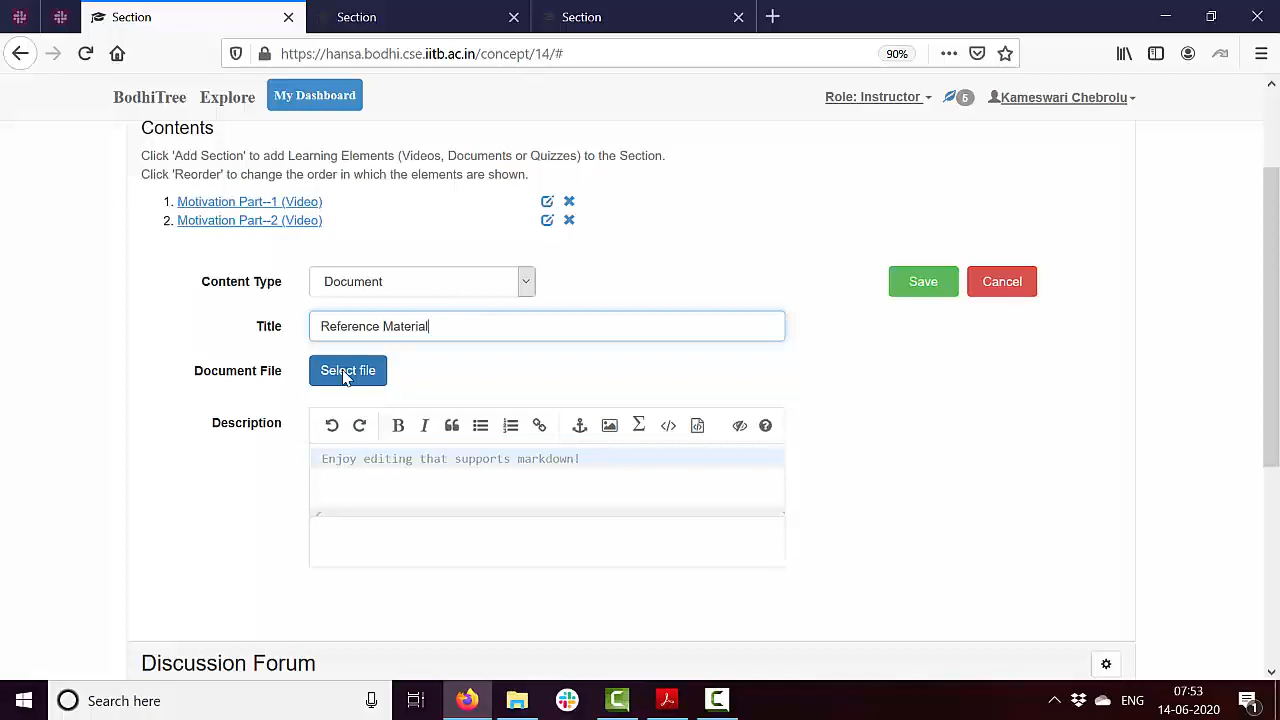 Section
Section
Section
https://hansa.bodhi.cse.iitb.ac.in/concept/14/#
90%
BodhiTree
Explore
My Dashboard
Role: Instructor
5
Kameswari Chebrolu
Contents
Click 'Add Section' to add Learning Elements (Videos, Documents or Quizzes) to the Section.
Click 'Reorder' to change the order in which the elements are shown.
1. Motivation Part--1 (Video)
2. Motivation Part--2 (Video)
Content Type
Document
Save
Cancel
Title
Reference Material
Document File
Select file
Description
B I
Enjoy editing that supports markdown!
Discussion Forum
Search here
ENG
07:53
14-06-2020
1